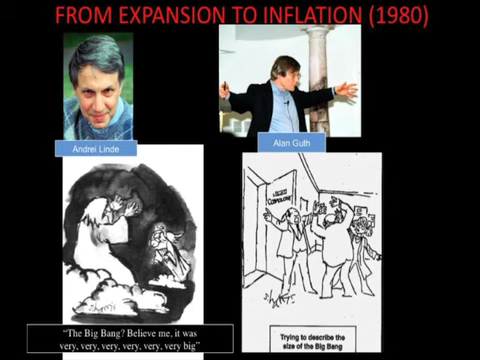 FROM EXPANSION TO INFLATION (1980)
Andrei Linde
Alan Guth
“The Big Bang? Believe me, it was
very, very, very, very, very, very big”
Trying to describe the
size of the Big Bang